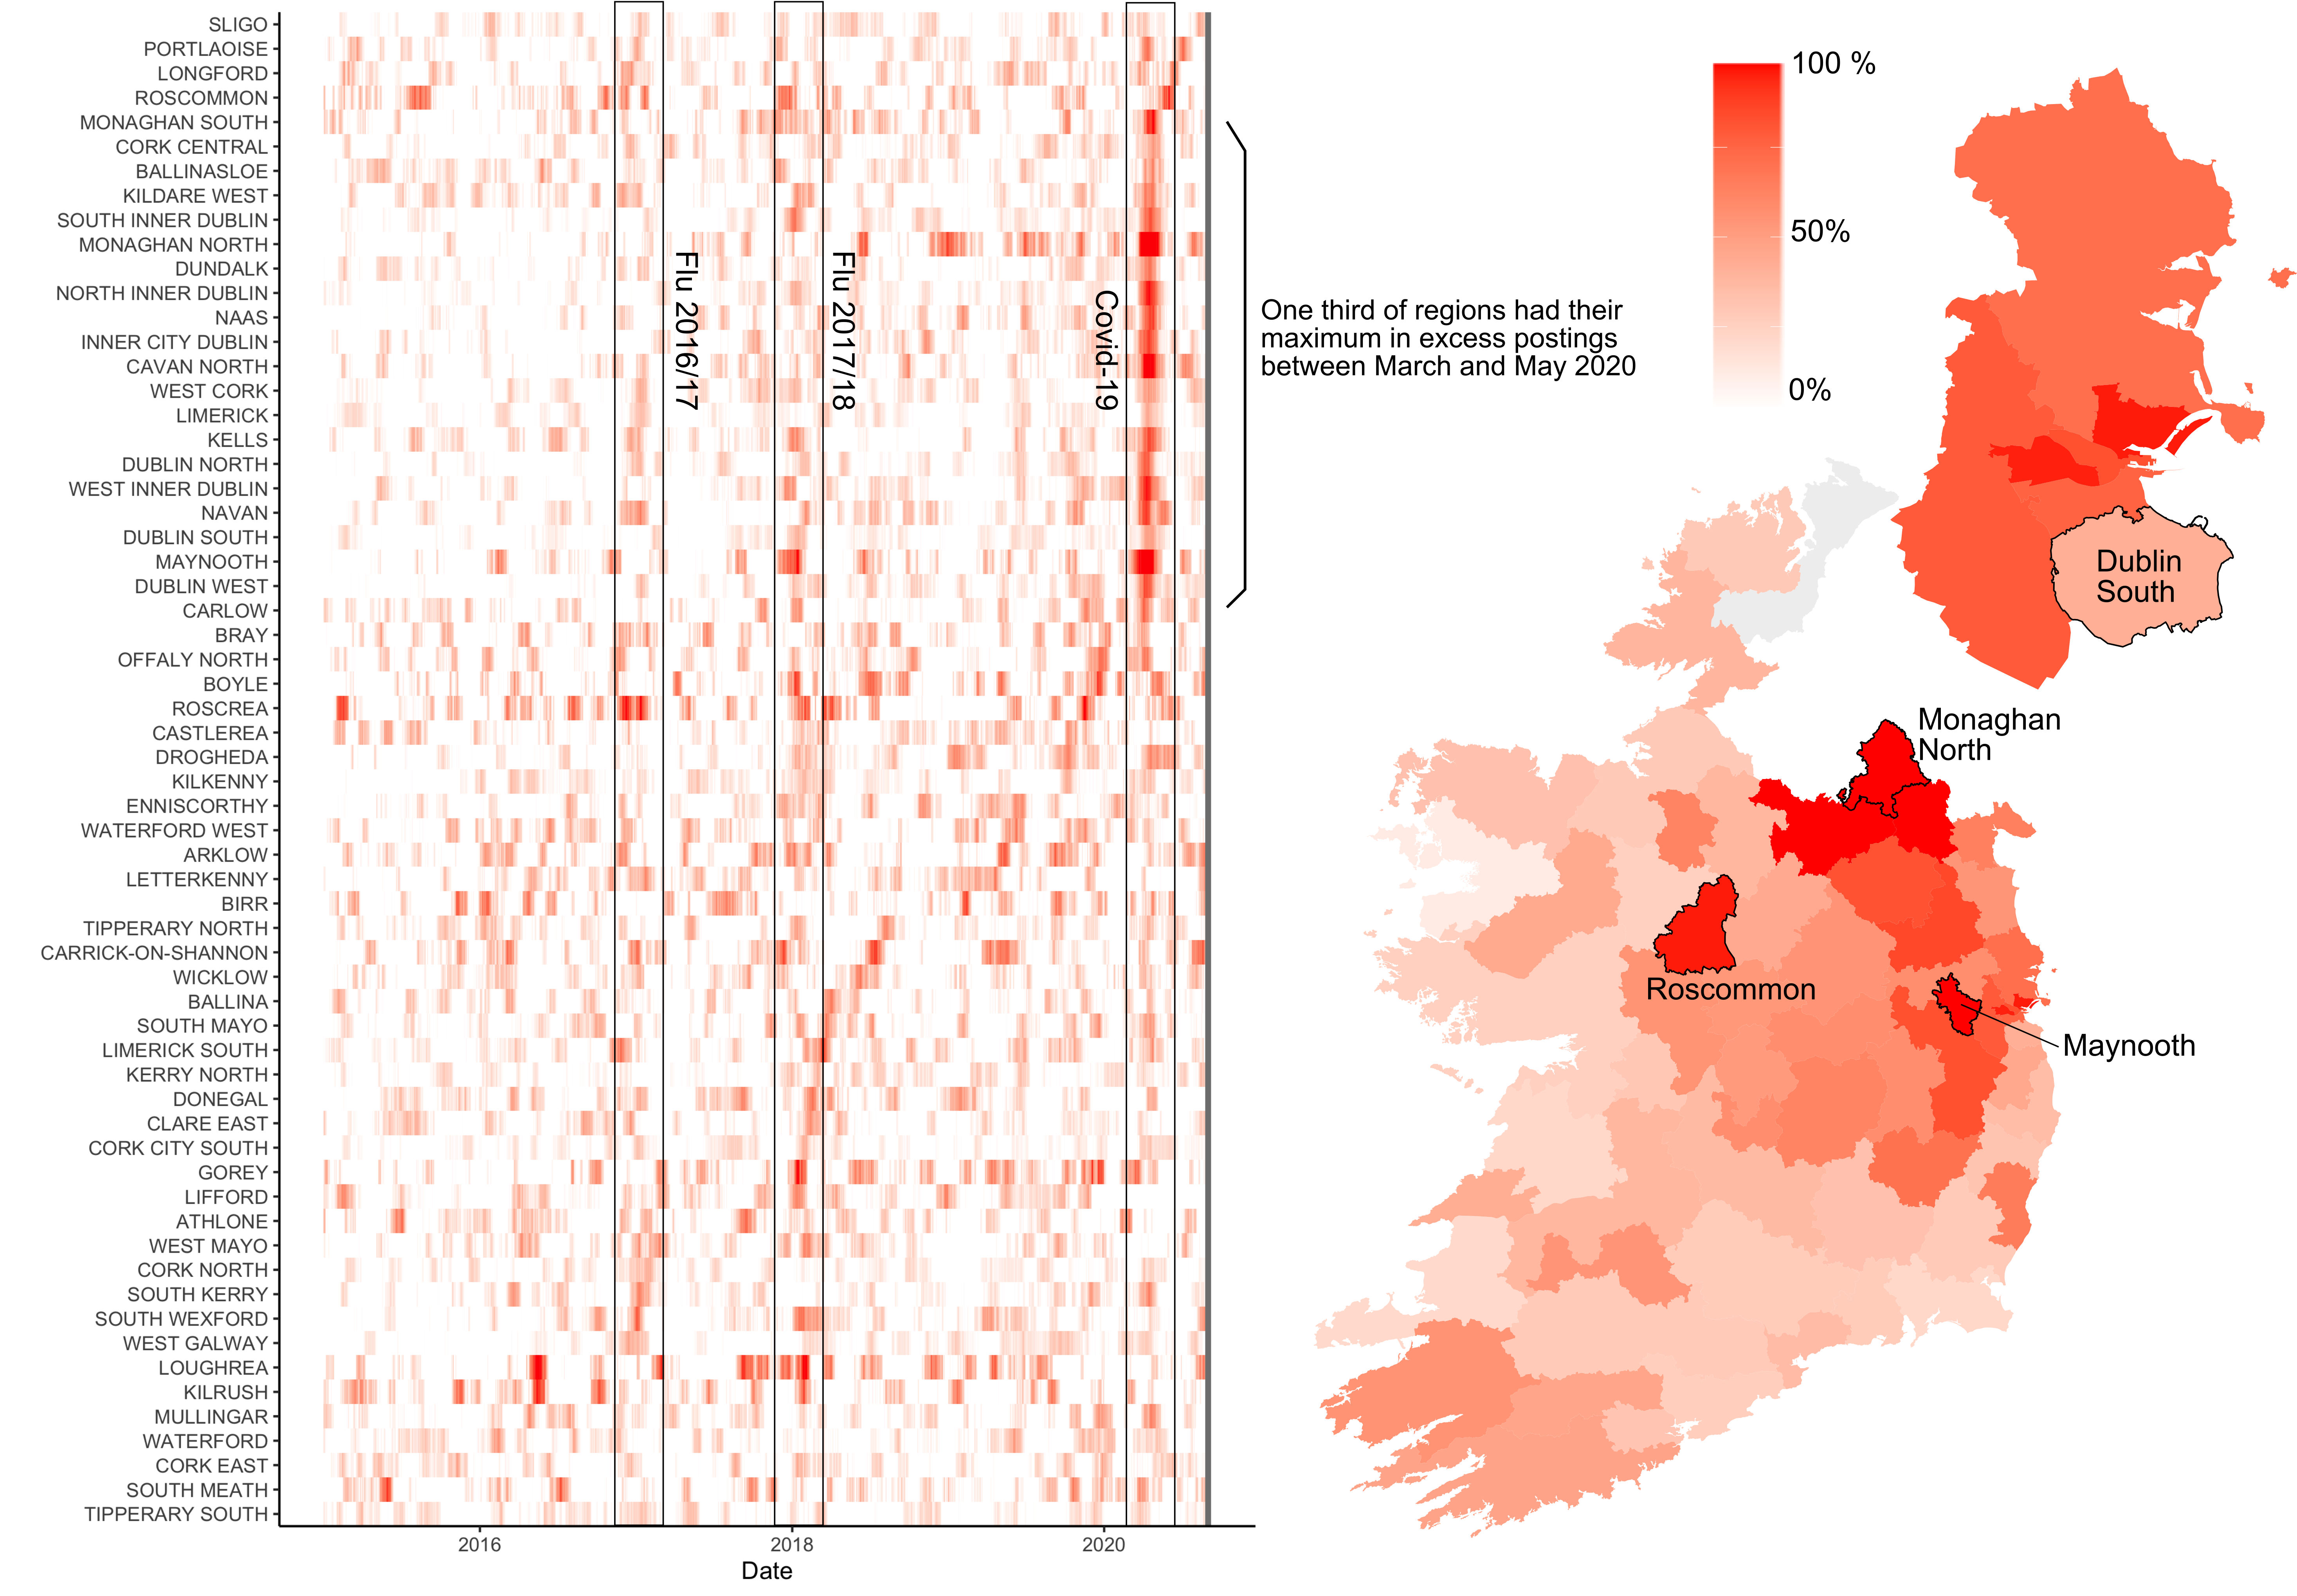 SLIGO
PORTLAOISE
LONGFORD
ROSCOMMON
MONAGHAN SOUTH
CORK CENTRAL
BALLINASLOE
KILDARE WEST
SOUTH INNER DUBLIN
MONAGHAN NORTH
DUNDALK
NORTH INNER DUBLIN
NAAS
INNER CITY DUBLIN
CAVAN NORTH
WEST CORK
LIMERICK
KELLS
DUBLIN NORTH
WEST INNER DUBLIN
NAVAN
DUBLIN SOUTH
MAYNOOTH
DUBLIN WEST
CARLOW
BRAY
OFFALY NORTH
BOYLE
ROSCREA
CASTLEREA
DROGHEDA
KILKENNY
ENNISCORTHY
WATERFORD WEST
ARKLOW
LETTERKENNY
BIRR
TIPPERARY NORTH
CARRICK-ON-SHANNON
WICKLOW
BALLINA
SOUTH MAYO
LIMERICK SOUTH
KERRY NORTH
DONEGAL
CLARE EAST
CORK CITY SOUTH
GOREY
LIFFORD
ATHLONE
WEST MAYO
CORK NORTH
SOUTH KERRY
SOUTH WEXFORD
WEST GALWAY
LOUGHREA
KILRUSH
MULLINGAR
WATERFORD
CORK EAST
SOUTH MEATH
TIPPERARY SOUTH
2016
2018
2020
Date
Flu 2016/17
Flu 2017/18
Covid-19
One third of regions had their
maximum in excess postings
between March and May 2020
100 %
50%
0%
Dublin
South
Monaghan
North
Roscommon
Maynooth